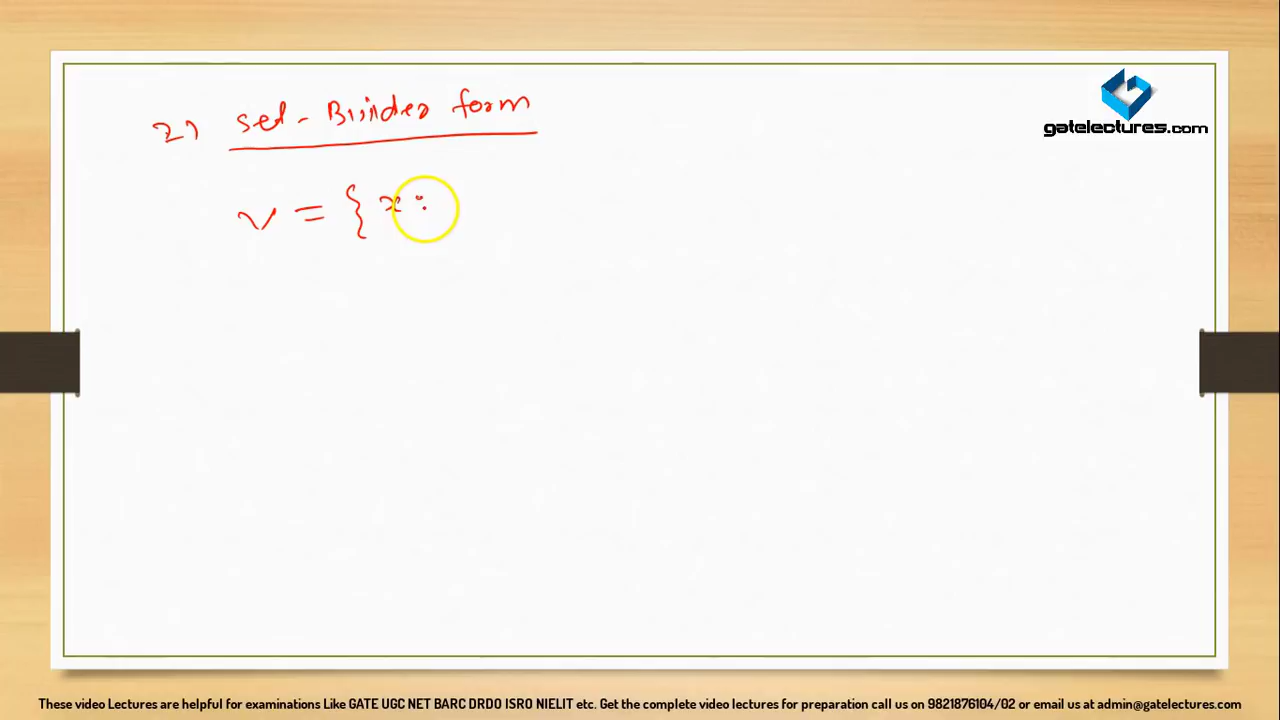 2) Set-Builder form
gatelectures.com
V = { x :
These video Lectures are helpful for examinations Like GATE UGC NET BARC DRDO ISRO NIELIT etc. Get the complete video lectures for preparation call us on 9821876104/02 or email us at admin@gatelectures.com